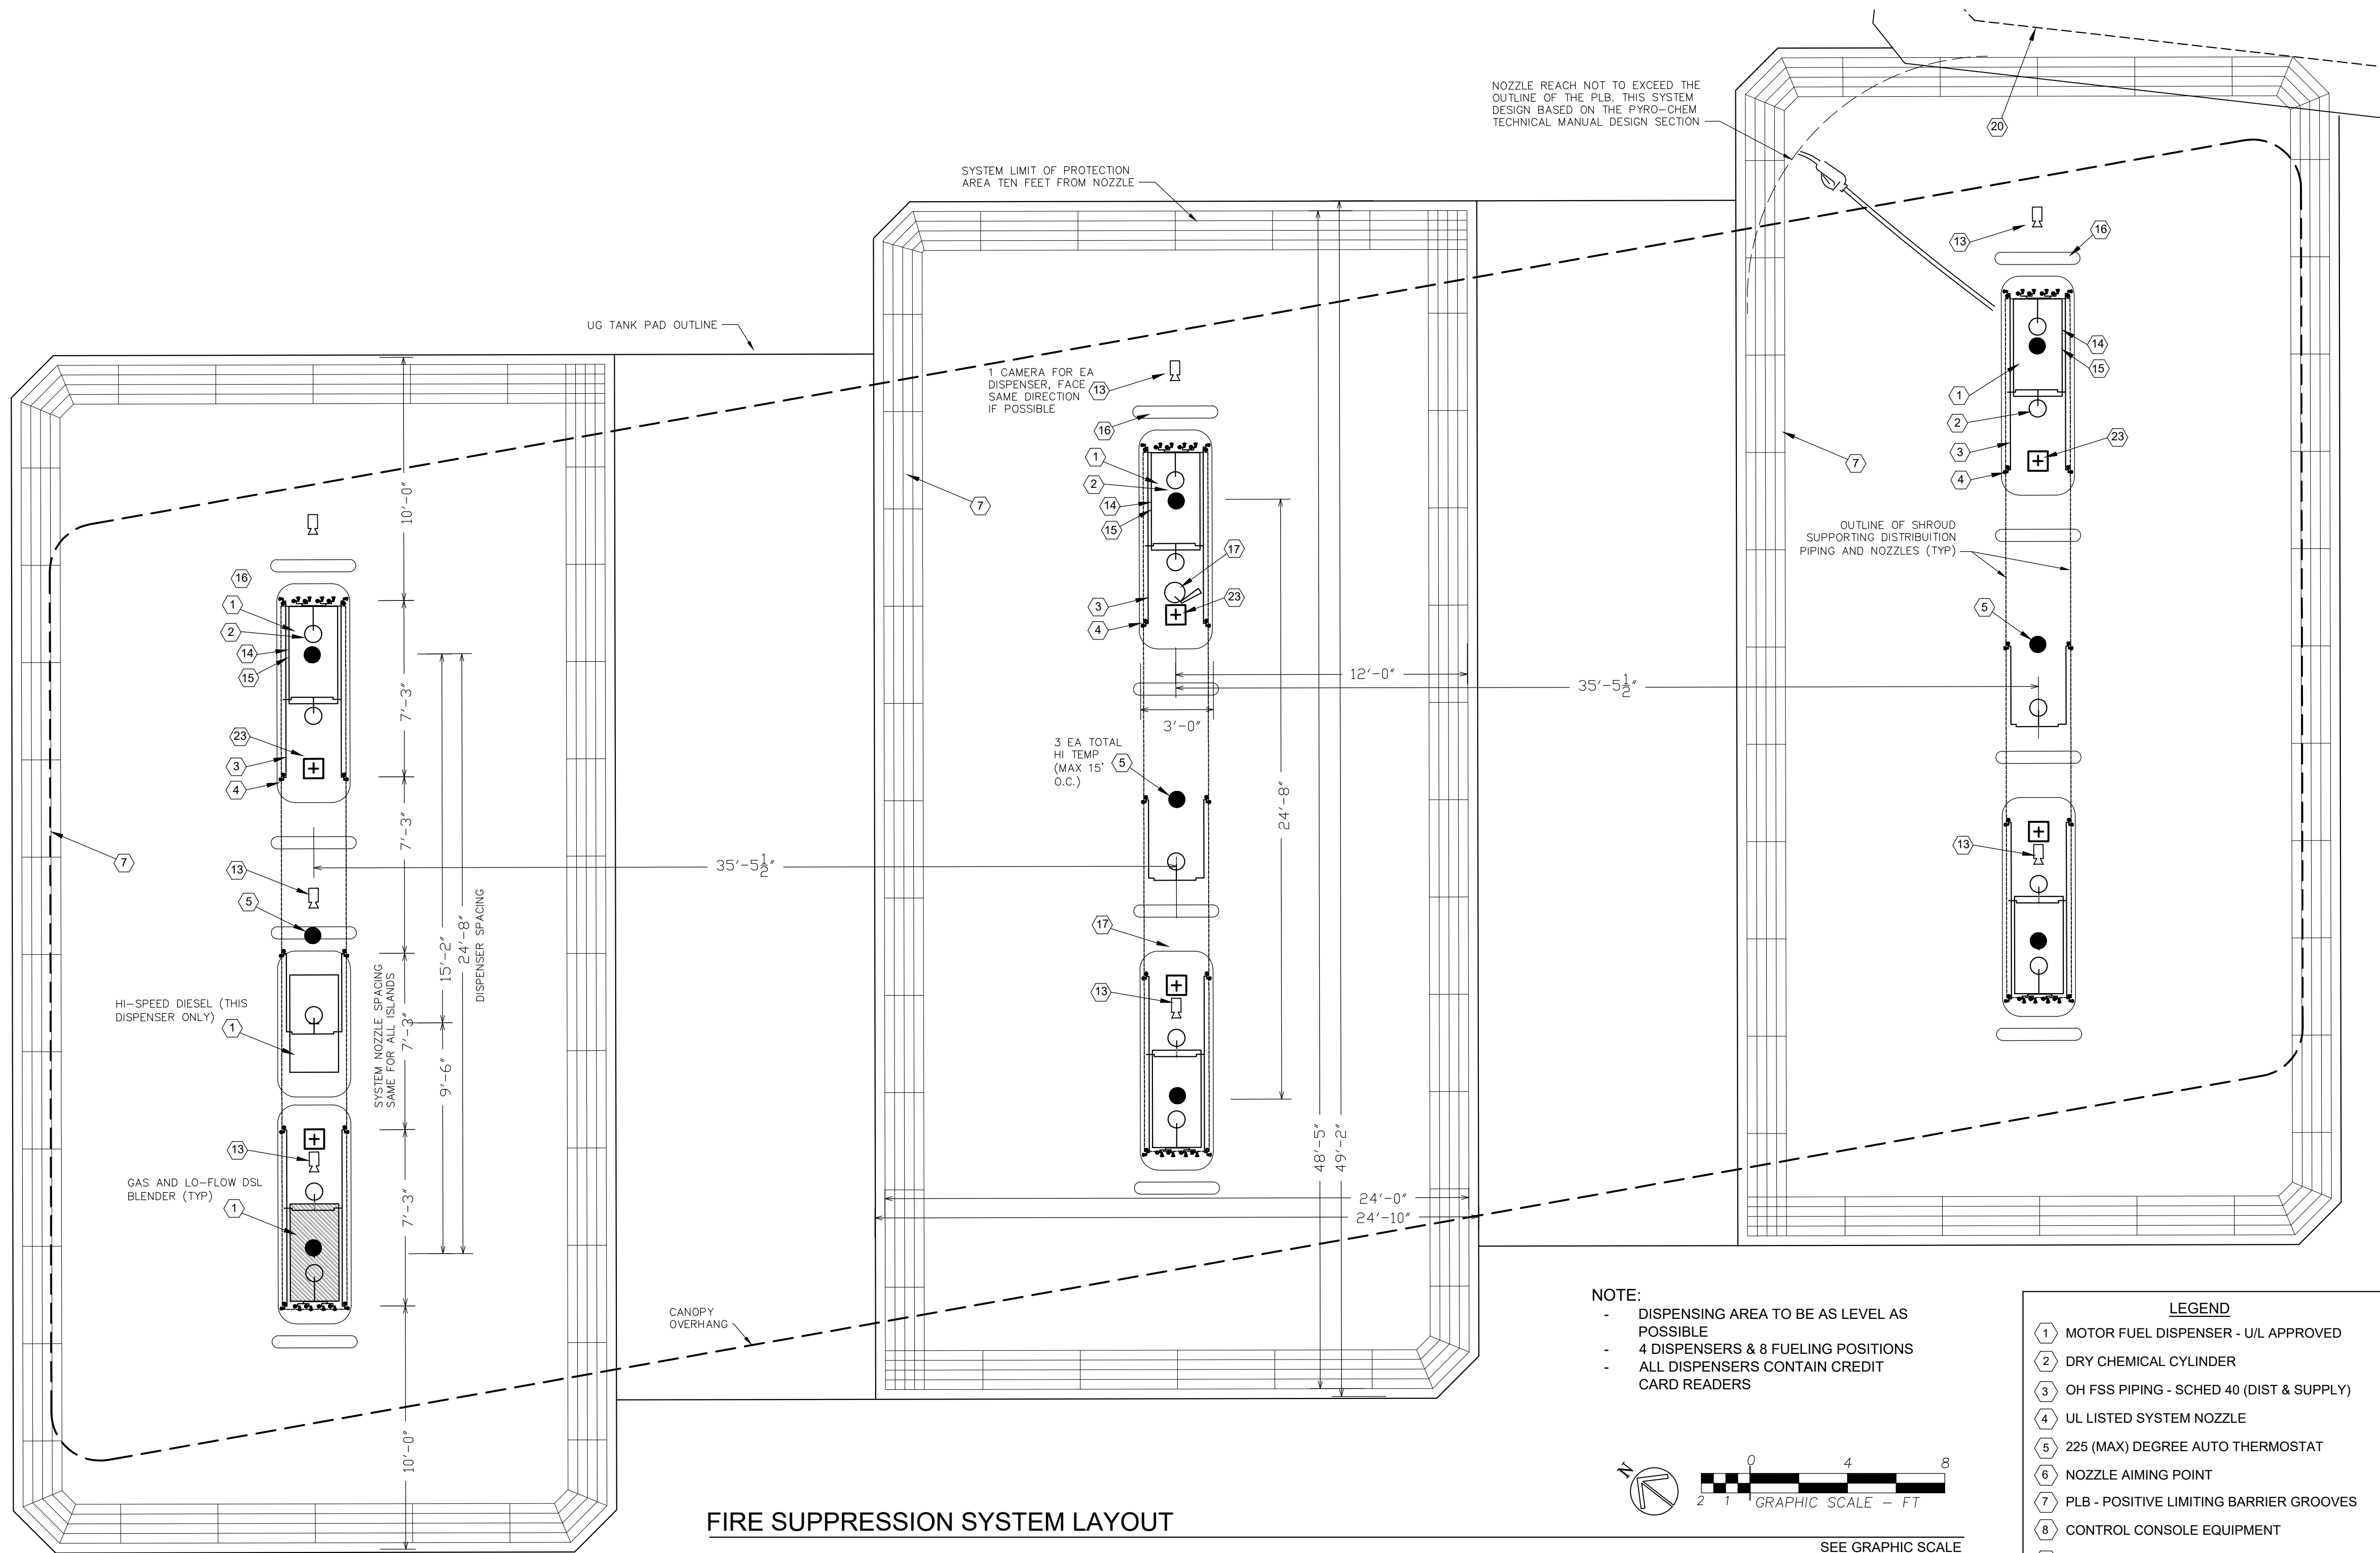 NOZZLE REACH NOT TO EXCEED THE
OUTLINE OF THE PLB. THIS SYSTEM
DESIGN BASED ON THE PYRO-CHEM
TECHNICAL MANUAL DESIGN SECTION
20
SYSTEM LIMIT OF PROTECTION
AREA TEN FEET FROM NOZZLE
13
16
UG TANK PAD OUTLINE
14
15
1
2
3
4
23
7
1 CAMERA FOR EA
DISPENSER, FACE
SAME DIRECTION
IF POSSIBLE
13
16
1
2
14
15
17
3
4
23
7
10'-0"
OUTLINE OF SHROUD
SUPPORTING DISTRIBUITION
PIPING AND NOZZLES (TYP)
5
16
1
2
14
15
23
3
4
7'-3"
12'-0"
35'-5 1/2"
3'-0"
3 EA TOTAL
HI TEMP
(MAX 15'
O.C.)
5
24'-8"
7'-3"
7
13
5
35'-5 1/2"
13
17
13
15'-2"
24'-8"
DISPENSER SPACING
HI-SPEED DIESEL (THIS
DISPENSER ONLY)
1
SYSTEM NOZZLE SPACING
SAME FOR ALL ISLANDS
7'-3"
9'-6"
13
GAS AND LO-FLOW DSL
BLENDER (TYP)
1
7'-3"
48'-5"
49'-2"
24'-0"
24'-10"
CANOPY
OVERHANG
10'-0"
NOTE:
- DISPENSING AREA TO BE AS LEVEL AS
POSSIBLE
- 4 DISPENSERS & 8 FUELING POSITIONS
- ALL DISPENSERS CONTAIN CREDIT
CARD READERS
N
0 4 8
2 1 GRAPHIC SCALE - FT
FIRE SUPPRESSION SYSTEM LAYOUT
SEE GRAPHIC SCALE
LEGEND
1 MOTOR FUEL DISPENSER - U/L APPROVED
2 DRY CHEMICAL CYLINDER
3 OH FSS PIPING - SCHED 40 (DIST & SUPPLY)
4 UL LISTED SYSTEM NOZZLE
5 225 (MAX) DEGREE AUTO THERMOSTAT
6 NOZZLE AIMING POINT
7 PLB - POSITIVE LIMITING BARRIER GROOVES
8 CONTROL CONSOLE EQUIPMENT